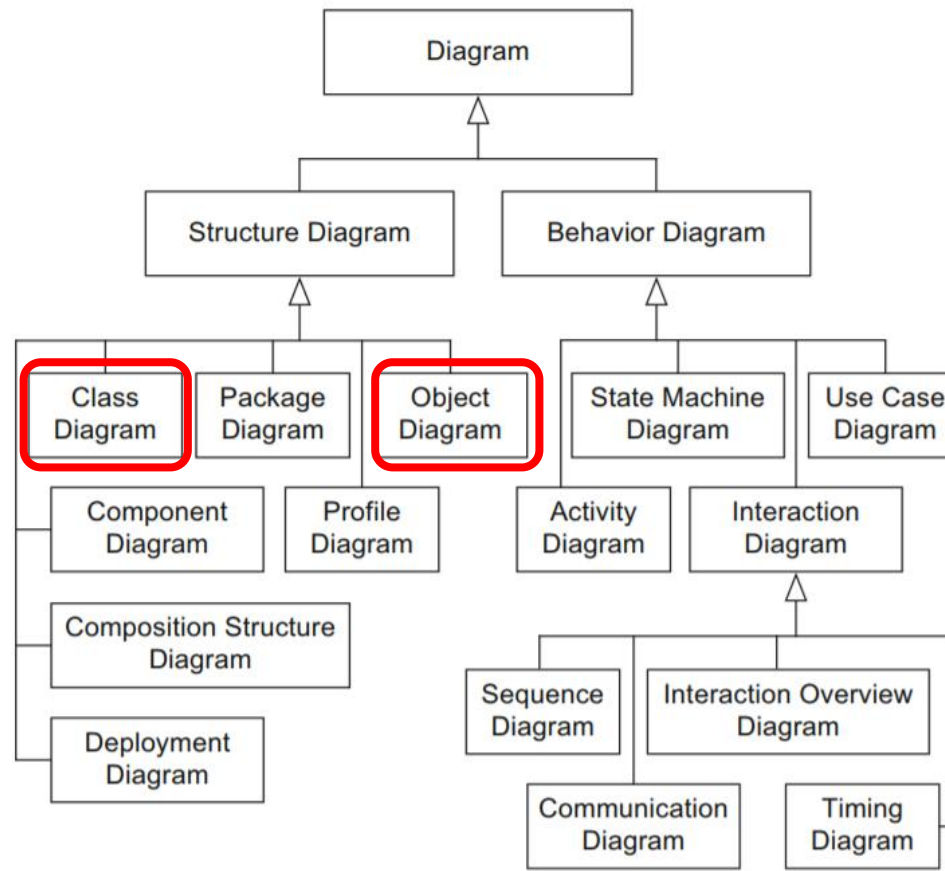 Diagram
Structure Diagram
Behavior Diagram
Class
Diagram
Package
Diagram
Object
Diagram
State Machine
Diagram
Use Case
Diagram
Component
Diagram
Profile
Diagram
Activity
Diagram
Interaction
Diagram
Composition Structure
Diagram
Sequence
Diagram
Interaction Overview
Diagram
Deployment
Diagram
Communication
Diagram
Timing
Diagram